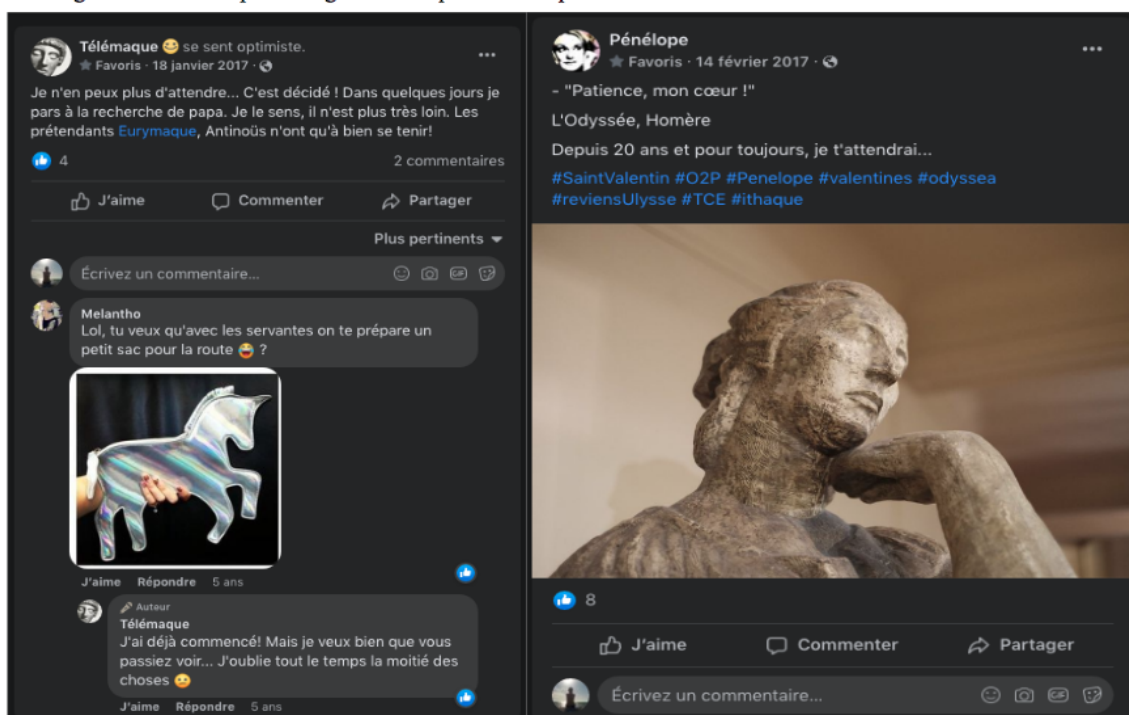 Télémaque 😄 se sent optimiste.
★ Favoris · 18 janvier 2017 ·
Je n'en peux plus d'attendre... C'est décidé ! Dans quelques jours je
pars à la recherche de papa. Je le sens, il n'est plus très loin. Les
prétendants Eurymaque, Antinoüs n'ont qu'à bien se tenir!
4
2 commentaires
J'aime Commenter Partager
Plus pertinents
Écrivez un commentaire...
GIF
Melantho
Lol, tu veux qu'avec les servantes on te prépare un
petit sac pour la route 😂 ?
J'aime Répondre 5 ans
Auteur
Télémaque
J'ai déjà commencé! Mais je veux bien que vous
passiez voir... J'oublie tout le temps la moitié des
choses 😢
J'aime Répondre 5 ans
Pénélope
★ Favoris · 14 février 2017 ·
- "Patience, mon cœur !"
L'Odyssée, Homère
Depuis 20 ans et pour toujours, je t'attendrai...
#SaintValentin #O2P #Penelope #valentines #odyssea
#reviensUlysse #TCE #ithaque
8
J'aime Commenter Partager
Écrivez un commentaire...
GIF